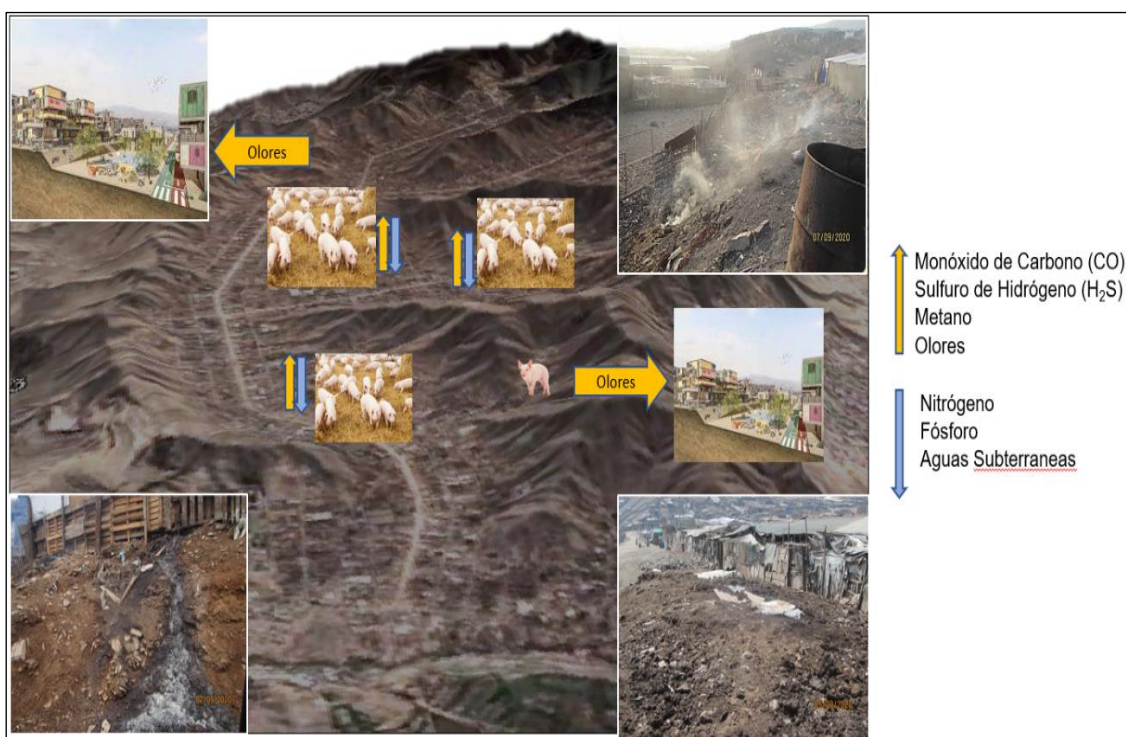 Olores
07/09/2020
Olores
Monóxido de Carbono (CO)
Sulfuro de Hidrógeno (H₂S)
Metano
Olores
Nitrógeno
Fósforo
Aguas Subterraneas